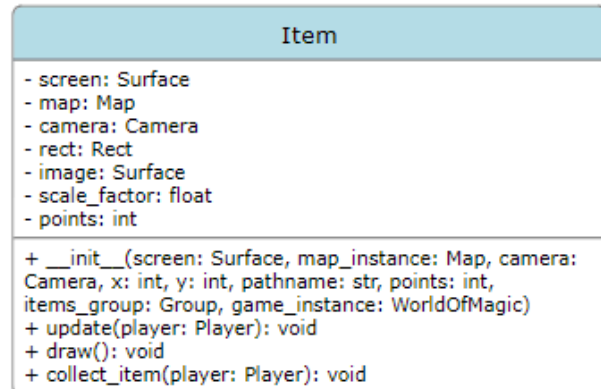 Item
- screen: Surface
- map: Map
- camera: Camera
- rect: Rect
- image: Surface
- scale_factor: float
- points: int
+ __init__(screen: Surface, map_instance: Map, camera:
Camera, x: int, y: int, pathname: str, points: int,
items_group: Group, game_instance: WorldOfMagic)
+ update(player: Player): void
+ draw(): void
+ collect_item(player: Player): void